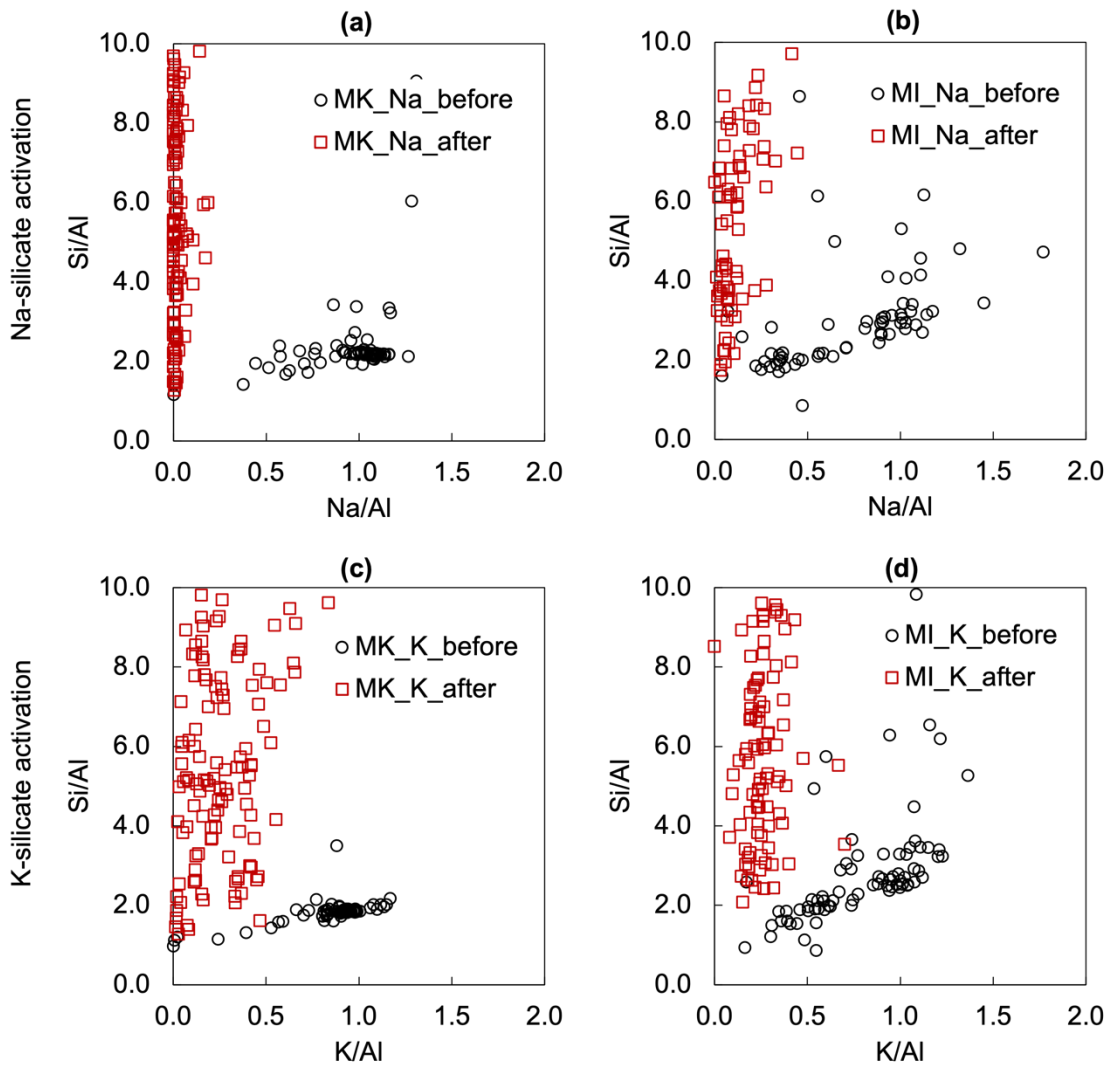 (a)
10.0
8.0
6.0
4.0
2.0
0.0
0.0 0.5 1.0 1.5 2.0
Na/Al
Si/Al
Na-silicate activation
MK_Na_before
MK_Na_after
(b)
10.0
8.0
6.0
4.0
2.0
0.0
0.0 0.5 1.0 1.5 2.0
Na/Al
Si/Al
MI_Na_before
MI_Na_after
(c)
10.0
8.0
6.0
4.0
2.0
0.0
0.0 0.5 1.0 1.5 2.0
K/Al
Si/Al
K-silicate activation
MK_K_before
MK_K_after
(d)
10.0
8.0
6.0
4.0
2.0
0.0
0.0 0.5 1.0 1.5 2.0
K/Al
Si/Al
MI_K_before
MI_K_after